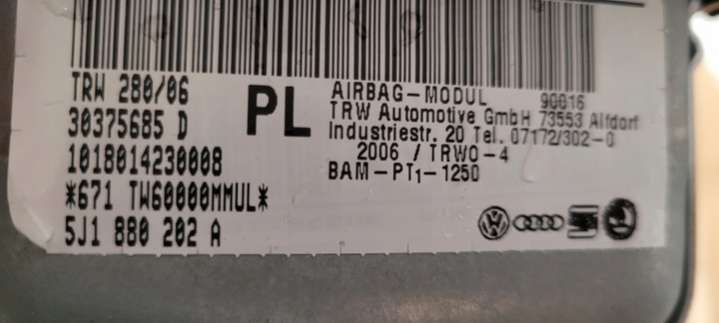 TRW 280/06
30375685 D
1018014230008
*671 TW60000MMUL*
5J1 880 202 A
PL
AIRBAG-MODUL 90016
TRW Automotive GmbH 73553 Alfdorf
Industriestr. 20 Tel. 07172/302-0
2006 / TRWO-4
BAM-PT1-1250